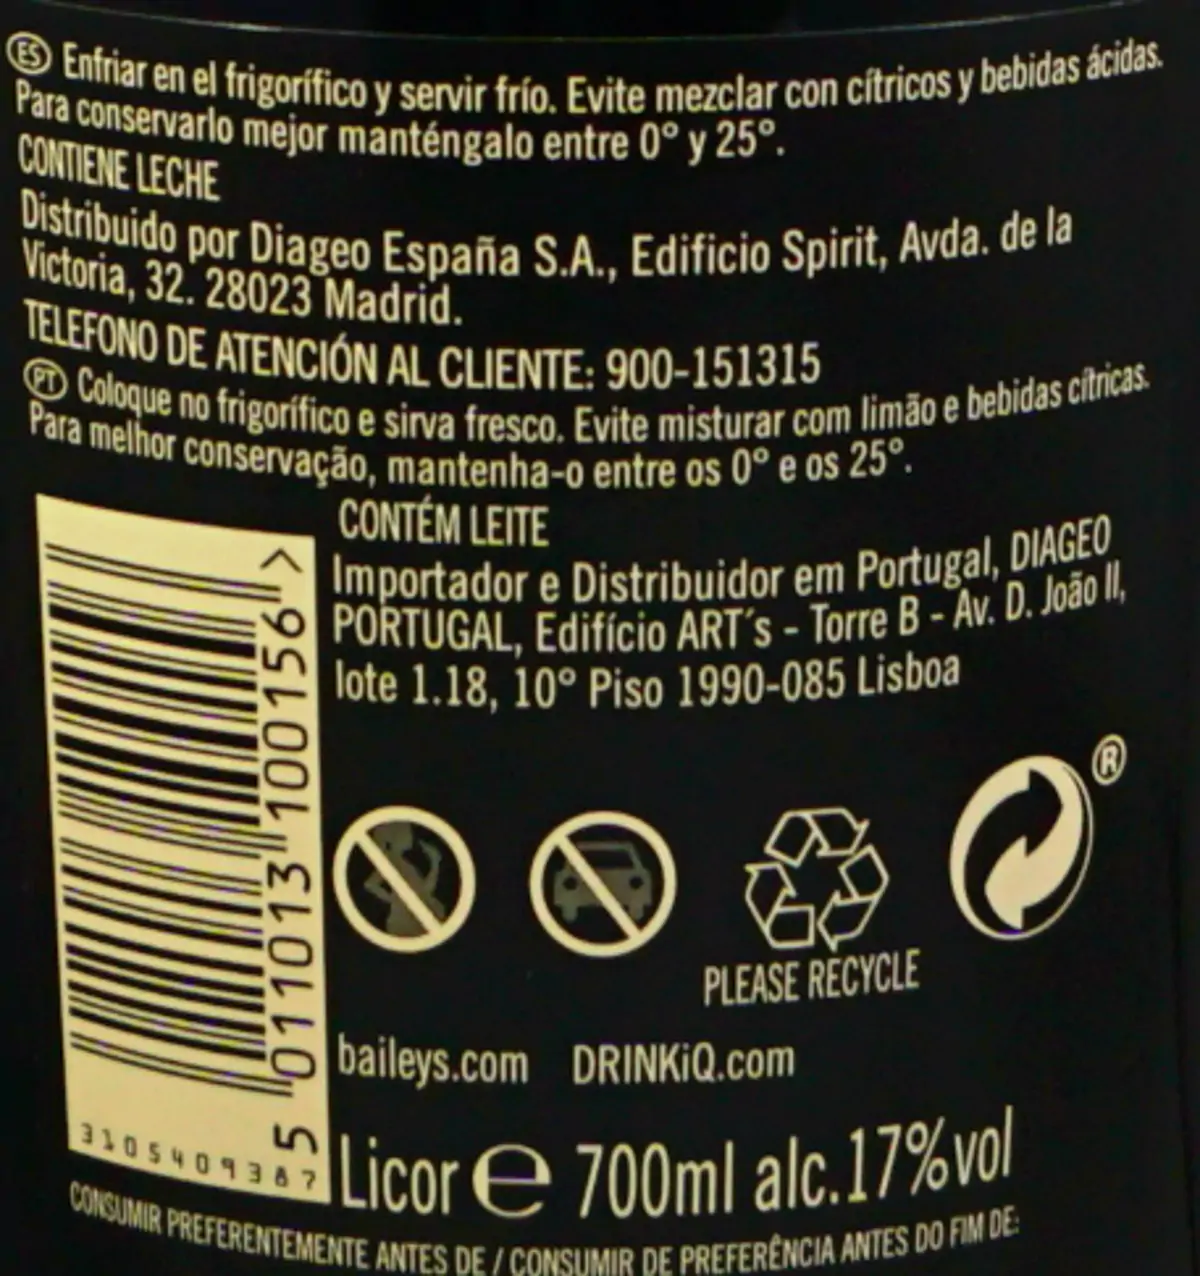 ES Enfriar en el frigorífico y servir frío. Evite mezclar con cítricos y bebidas ácidas.
Para conservarlo mejor manténgalo entre 0° y 25°.
CONTIENE LECHE
Distribuido por Diageo España S.A., Edificio Spirit, Avda. de la
Victoria, 32. 28023 Madrid.
TELEFONO DE ATENCIÓN AL CLIENTE: 900-151315
PT Coloque no frigorífico e sirva fresco. Evite misturar com limão e bebidas cítricas.
Para melhor conservação, mantenha-o entre os 0° e os 25°.
CONTÉM LEITE
Importador e Distribuidor em Portugal, DIAGEO
PORTUGAL, Edifício ART´s - Torre B - Av. D. João II,
lote 1.18, 10° Piso 1990-085 Lisboa
5 011013 100156 >
3105409387
®
PLEASE RECYCLE
baileys.com DRINKiQ.com
Licor e 700ml alc.17%vol
CONSUMIR PREFERENTEMENTE ANTES DE / CONSUMIR DE PREFERÊNCIA ANTES DO FIM DE: